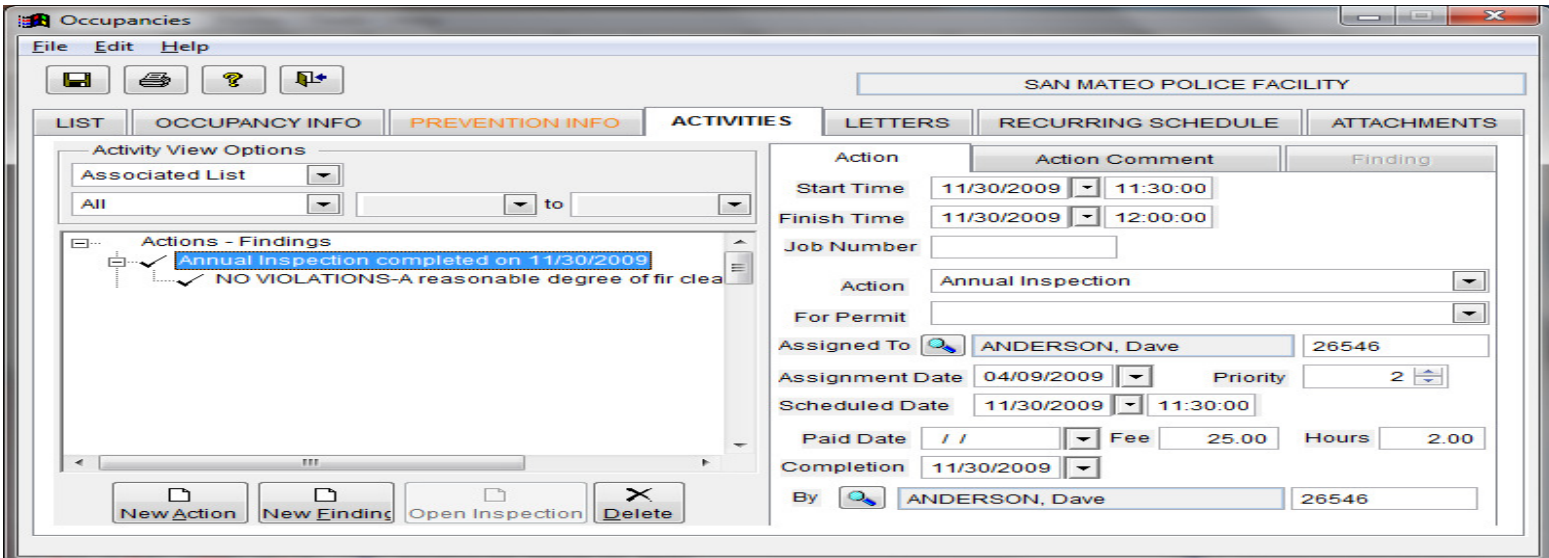 Occupancies
File Edit Help
SAN MATEO POLICE FACILITY
LIST OCCUPANCY INFO PREVENTION INFO ACTIVITIES LETTERS RECURRING SCHEDULE ATTACHMENTS
Activity View Options
Associated List
All to
Actions - Findings
Annual Inspection completed on 11/30/2009
NO VIOLATIONS-A reasonable degree of fir clea
New Action New Finding Open Inspection Delete
Action Action Comment Finding
Start Time 11/30/2009 11:30:00
Finish Time 11/30/2009 12:00:00
Job Number
Action Annual Inspection
For Permit
Assigned To ANDERSON, Dave 26546
Assignment Date 04/09/2009 Priority 2
Scheduled Date 11/30/2009 11:30:00
Paid Date / / Fee 25.00 Hours 2.00
Completion 11/30/2009
By ANDERSON, Dave 26546